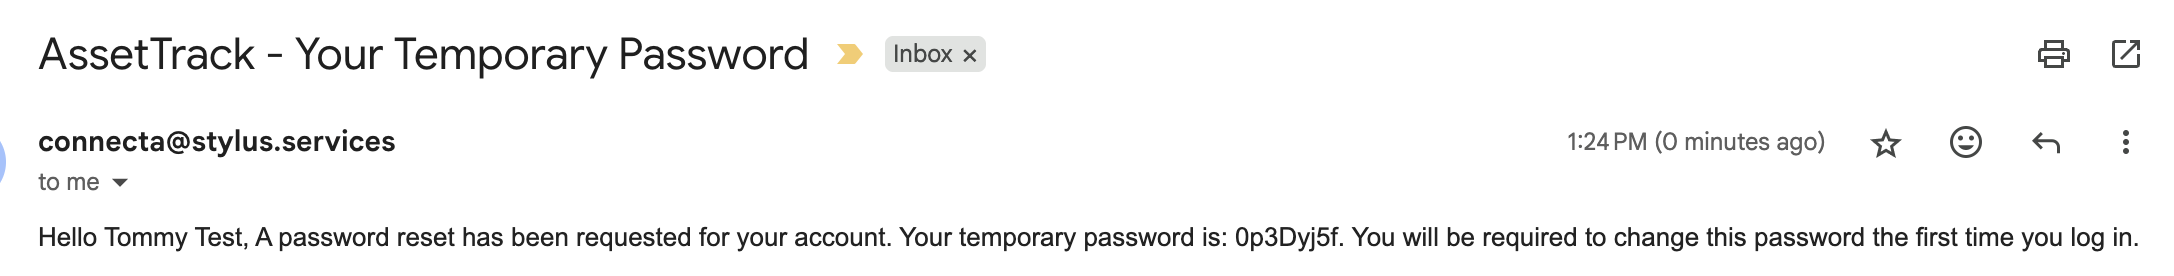 AssetTrack - Your Temporary Password Inbox ×
connecta@stylus.services 1:24 PM (0 minutes ago)
to me
Hello Tommy Test, A password reset has been requested for your account. Your temporary password is: 0p3Dyj5f. You will be required to change this password the first time you log in.